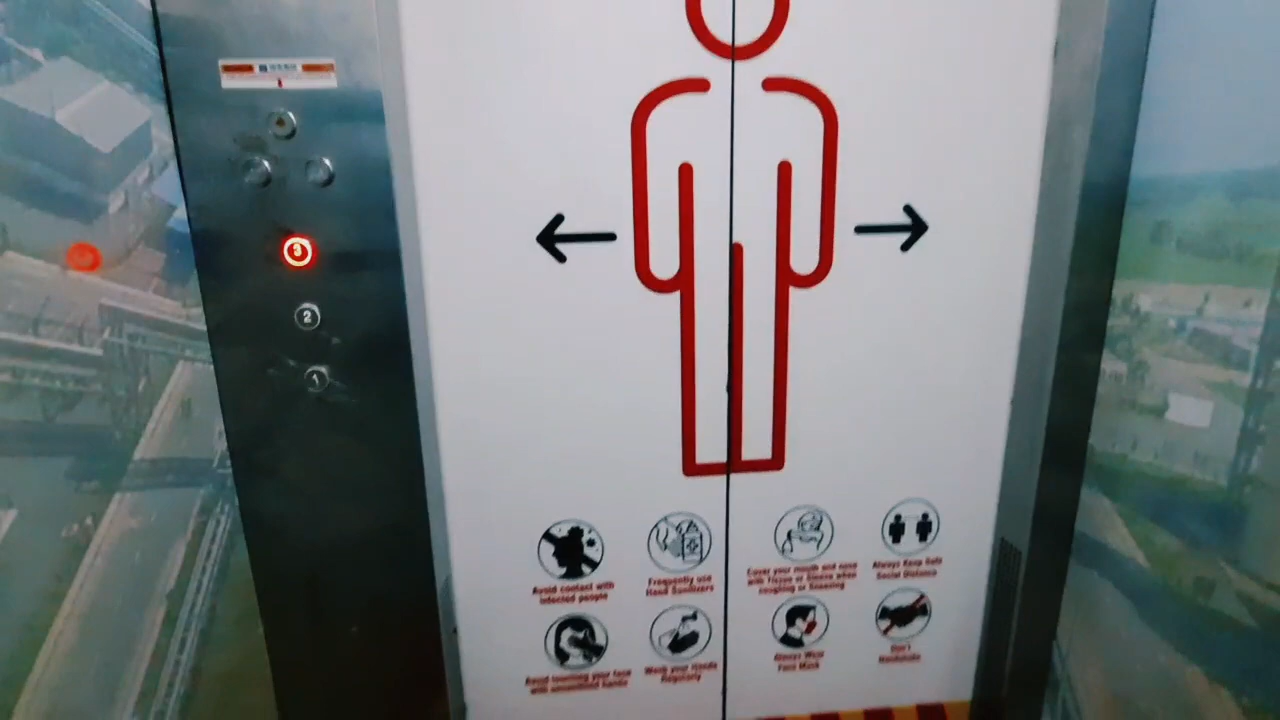 3
2
1
Avoid contact with
infected people
Frequently use
Hand Sanitizers
Cover your mouth and nose
with Tissue or Sleeve when
coughing or Sneezing
Always Keep Safe
Social Distance
Avoid touching your face
with unwashed hands
Wash your Hands
Regularly
Always Wear
Face Mask
Don't
Handshake